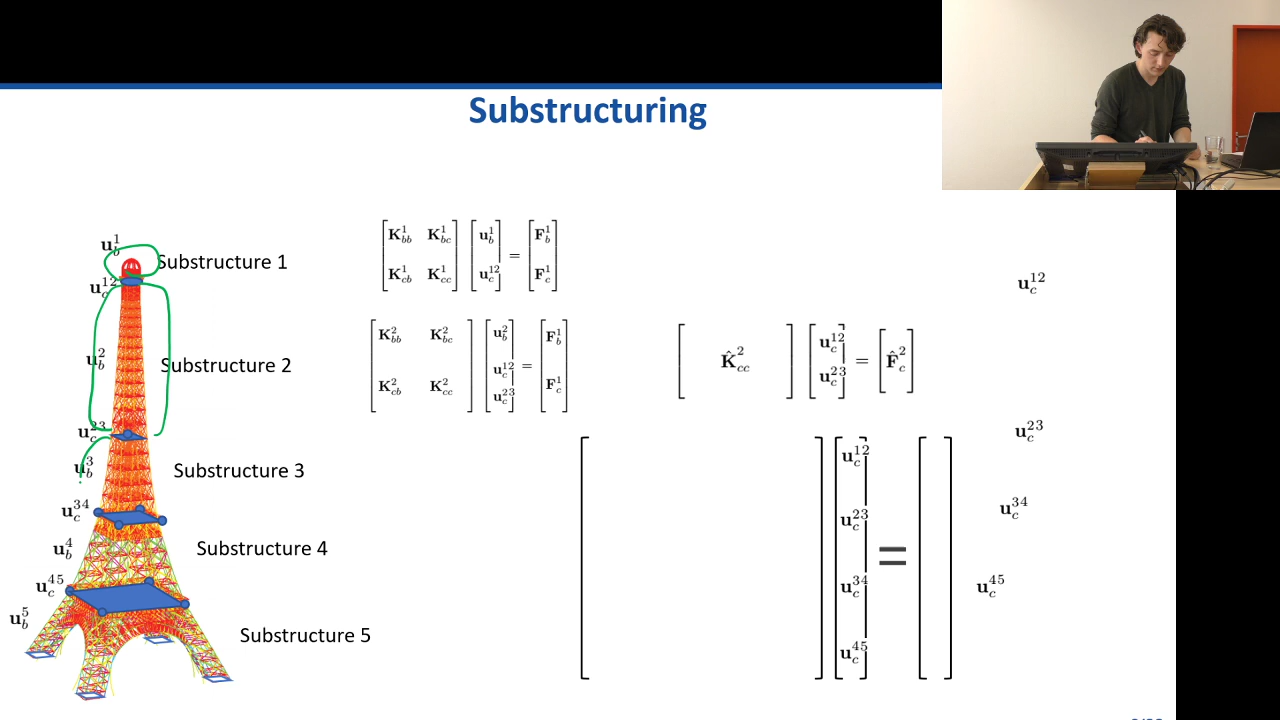 Substructuring
u_b^1
Substructure 1
u_c^12
u_b^2
Substructure 2
u_c^23
u_b^3
Substructure 3
u_c^34
u_b^4
Substructure 4
u_c^45
u_b^5
Substructure 5
[K_bb^1 K_bc^1] [u_b^1] = [F_b^1]
[K_cb^1 K_cc^1] [u_c^12] [F_c^1]
[K_bb^2 K_bc^2] [u_b^2] = [F_b^1]
[K_cb^2 K_cc^2] [u_c^12 u_c^23] [F_c^1]
[K̂_cc^2] [u_c^12 u_c^23] = [F̂_c^2]
[ ] [u_c^12 u_c^23 u_c^34 u_c^45] = [ ]
u_c^12
u_c^23
u_c^34
u_c^45